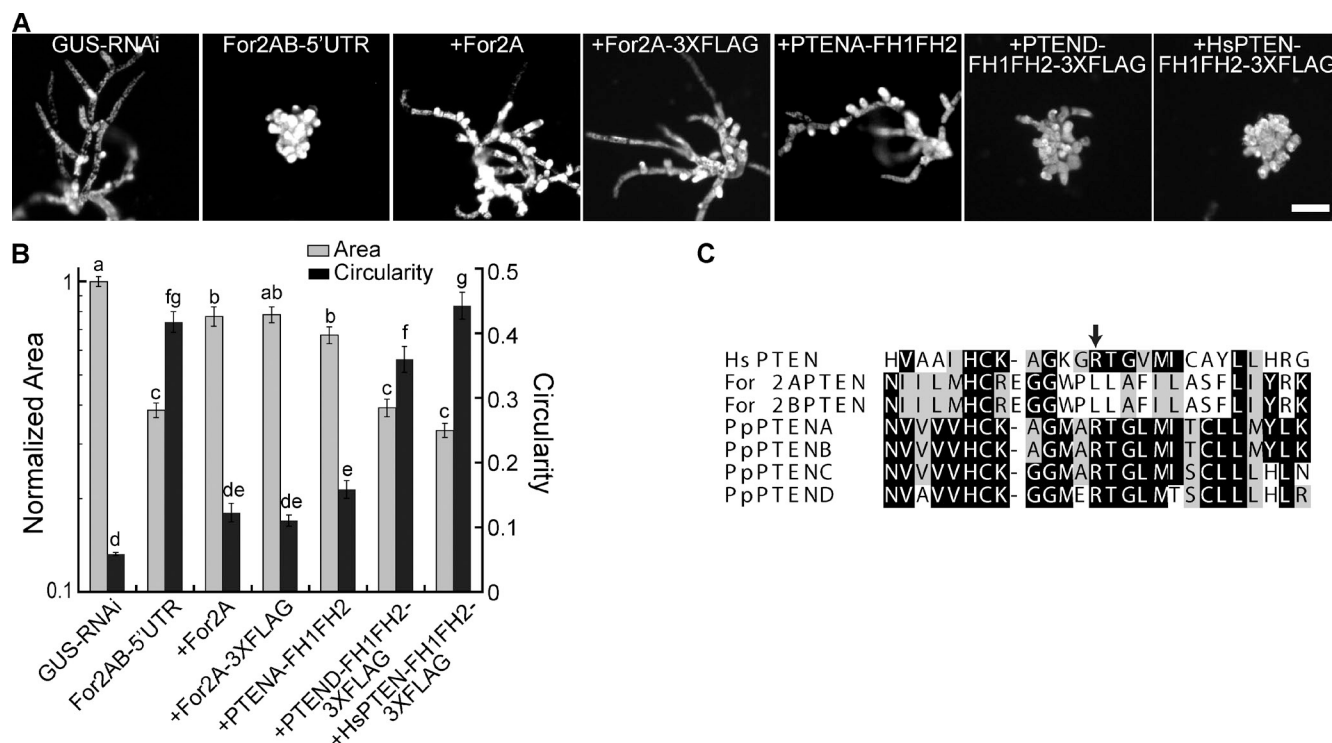 A
GUS-RNAi
For2AB-5'UTR
+For2A
+For2A-3XFLAG
+PTENA-FH1FH2
+PTEND-
FH1FH2-3XFLAG
+HsPTEN-
FH1FH2-3XFLAG
B
Area
Circularity
Normalized Area
1
0.1
Circularity
0.5
0.4
0.3
0.2
0.1
0
a
d
c
fg
b
de
ab
de
b
e
c
f
c
g
GUS-RNAi
For2AB-5'UTR
+For2A
+For2A-3XFLAG
+PTENA-FH1FH2
+PTEND-FH1FH2-
3XFLAG
+HsPTEN-FH1FH2-
3XFLAG
C
HsPTEN HVAAIHCK-AGKGRTGVMICAYLLHRG
For 2APTEN NIILMHCREGGWPLLAFILASFLIYRK
For 2BPTEN NIILMHCREGGWPLLAFILASFLIYRK
PpPTENA NVVVVHCK-AGMARTGLMITCLLMYLK
PpPTENB NVVVVHCK-AGMARTGLMITCLLMYLK
PpPTENC NVVVVHCK-GGMARTGLMISCLLLHLN
PpPTEND NVAVVHCK-GGMERTGLMTSCLLLHLR